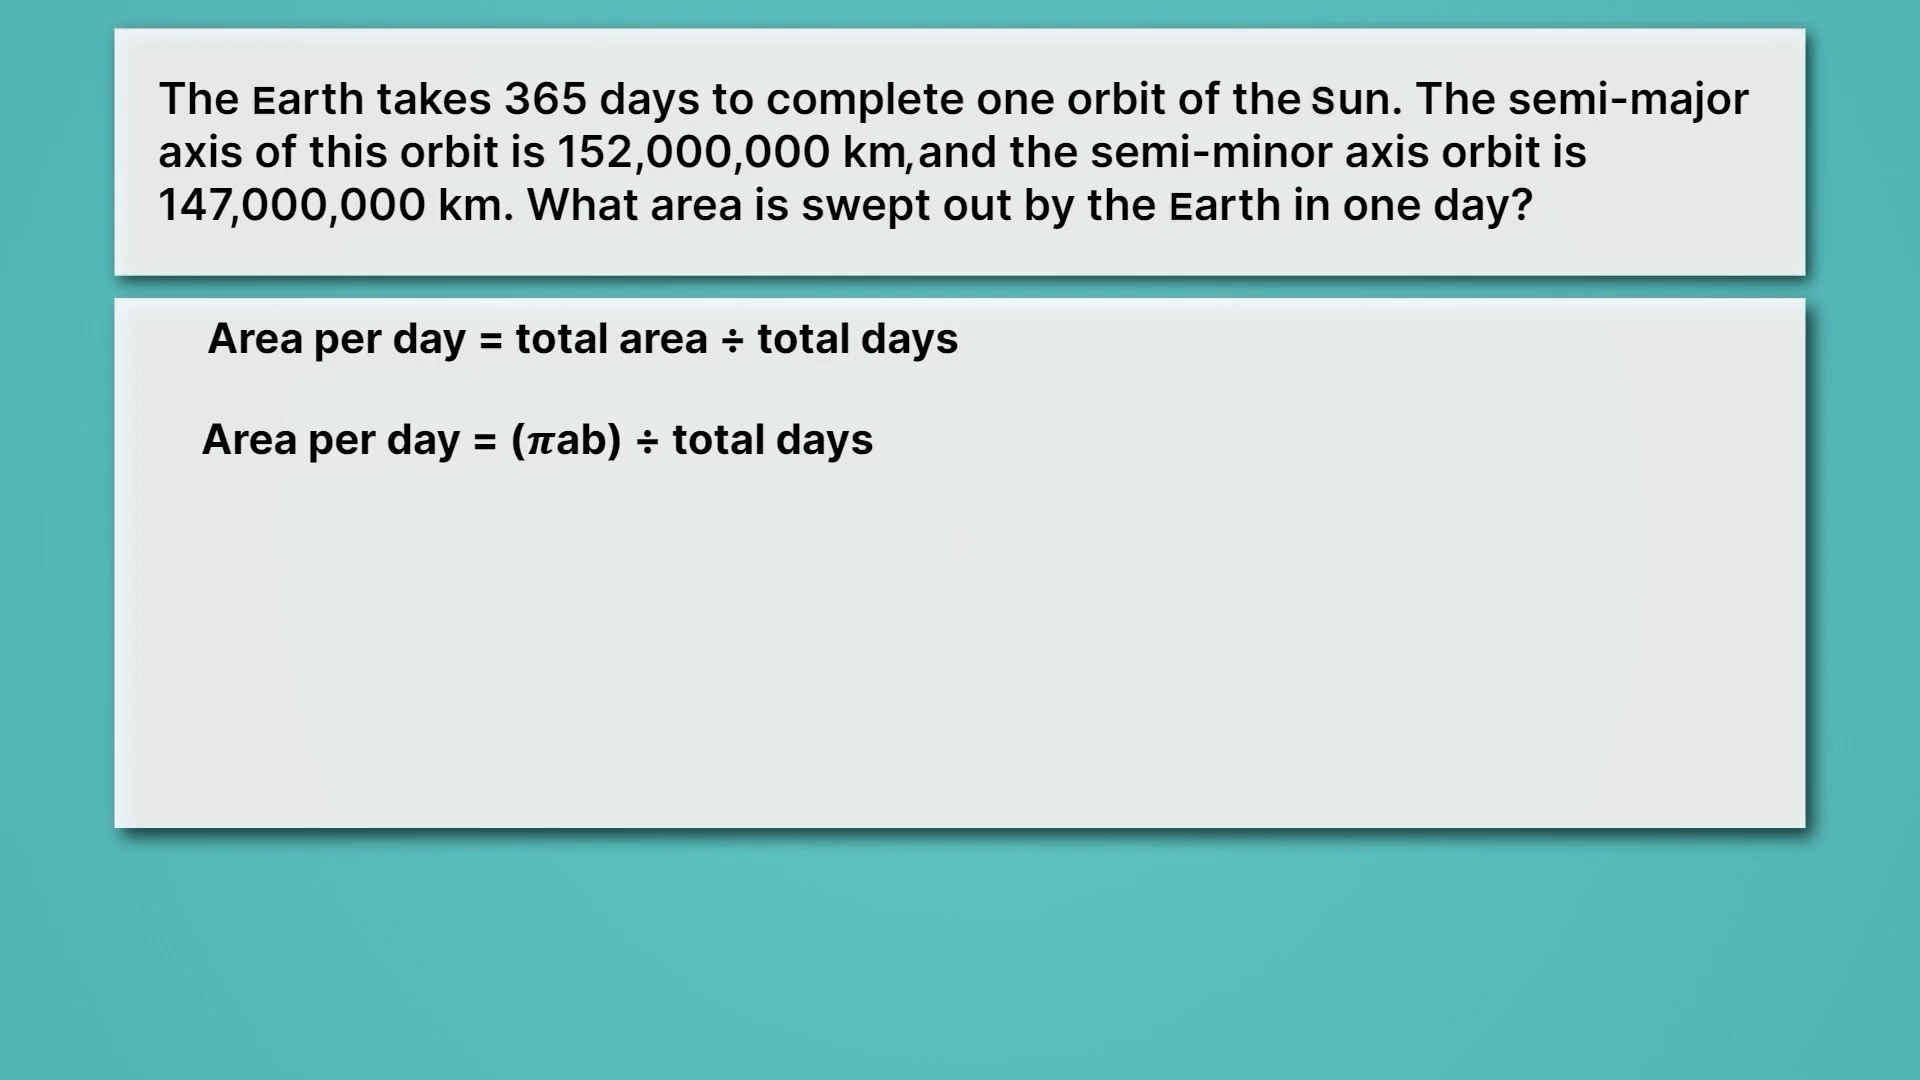 The Earth takes 365 days to complete one orbit of the Sun. The semi-major
axis of this orbit is 152,000,000 km,and the semi-minor axis orbit is
147,000,000 km. What area is swept out by the Earth in one day?
Area per day = total area ÷ total days
Area per day = (πab) ÷ total days